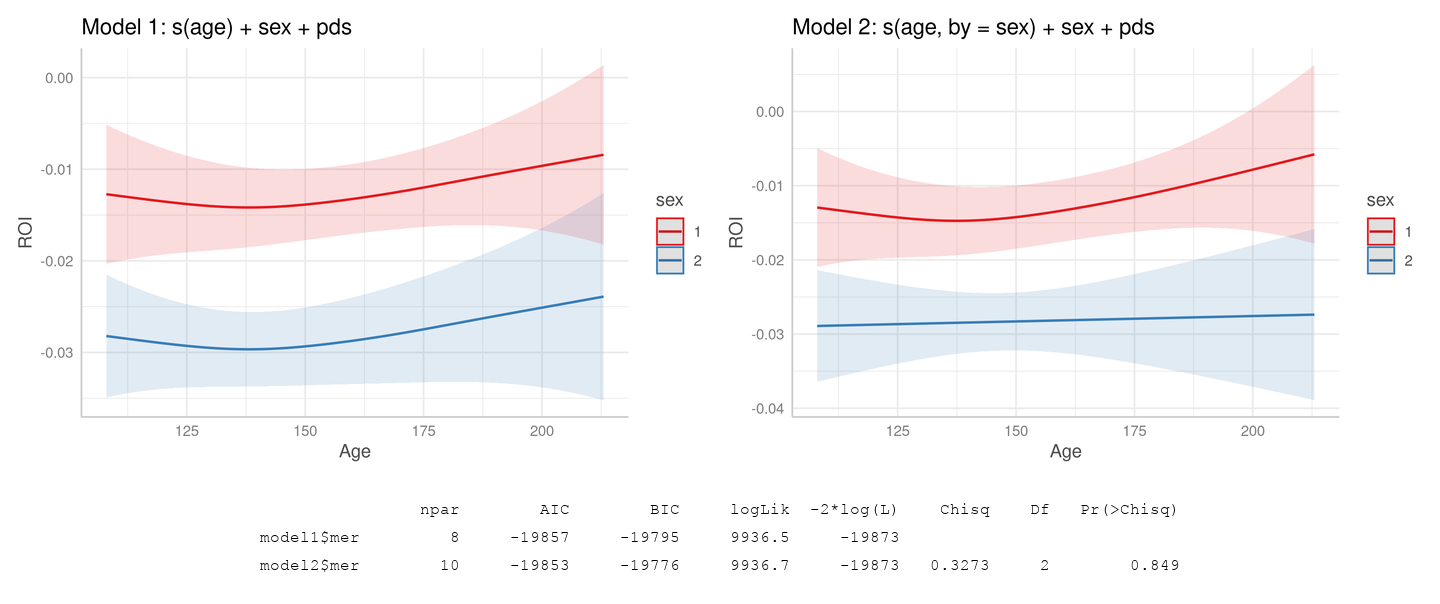 Model 1: s(age) + sex + pds
0.00
-0.01
-0.02
-0.03
ROI
125 150 175 200
Age
sex
1
2
Model 2: s(age, by = sex) + sex + pds
0.00
-0.01
-0.02
-0.03
-0.04
ROI
125 150 175 200
Age
sex
1
2
npar AIC BIC logLik -2*log(L) Chisq Df Pr(>Chisq)
model1$mer 8 -19857 -19795 9936.5 -19873
model2$mer 10 -19853 -19776 9936.7 -19873 0.3273 2 0.849